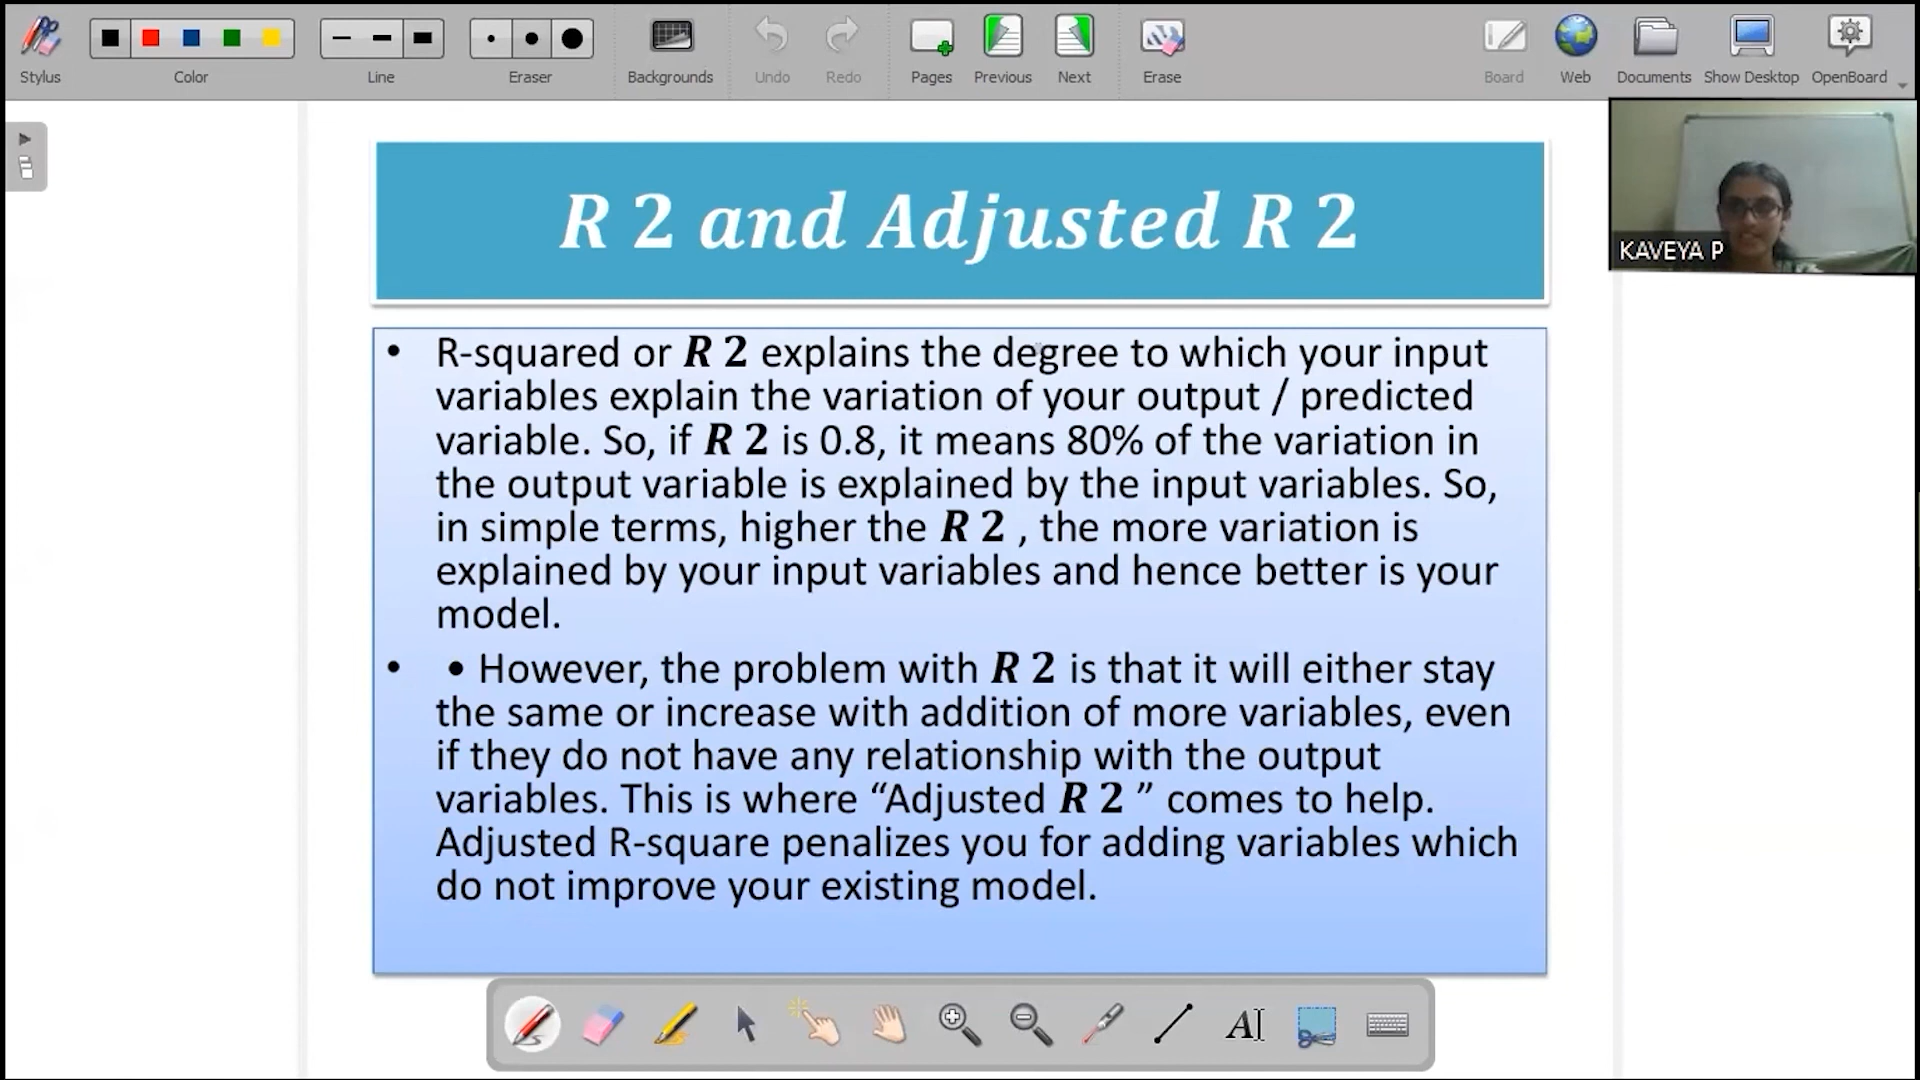 Stylus
Color
Line
Eraser
Backgrounds
Undo
Redo
Pages
Previous
Next
Erase
Board
Web
Documents
Show Desktop
OpenBoard
KAVEYA P
R 2 and Adjusted R 2
• R-squared or R 2 explains the degree to which your input
variables explain the variation of your output / predicted
variable. So, if R 2 is 0.8, it means 80% of the variation in
the output variable is explained by the input variables. So,
in simple terms, higher the R 2 , the more variation is
explained by your input variables and hence better is your
model.
• • However, the problem with R 2 is that it will either stay
the same or increase with addition of more variables, even
if they do not have any relationship with the output
variables. This is where “Adjusted R 2 ” comes to help.
Adjusted R-square penalizes you for adding variables which
do not improve your existing model.
AI